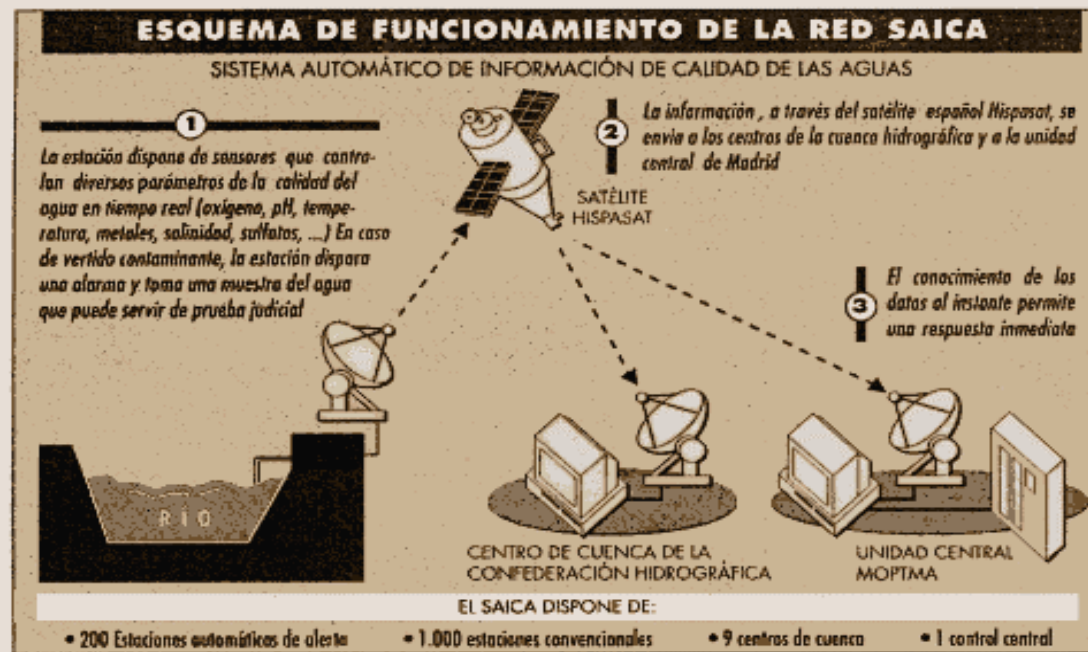 ESQUEMA DE FUNCIONAMIENTO DE LA RED SAICA
SISTEMA AUTOMÁTICO DE INFORMACIÓN DE CALIDAD DE LAS AGUAS
1
La estación dispone de sensores que contro-
lan diversos parámetros de la calidad del
agua en tiempo real (oxígeno, pH, tempe-
ratura, metales, salinidad, sulfatos, ...) En caso
de vertido contaminante, la estación dispara
una alarma y toma una muestra del agua
que puede servir de prueba judicial
2
La información , a través del satélite español Hispasat, se
envia a los centros de la cuenca hidrográfica y a la unidad
central de Madrid
SATÉLITE
HISPASAT
3
El conocimiento de los
datos al instante permite
una respuesta inmediata
RÍO
CENTRO DE CUENCA DE LA
CONFEDERACIÓN HIDROGRÁFICA
UNIDAD CENTRAL
MOPTMA
EL SAICA DISPONE DE:
• 200 Estaciones automáticas de alerta • 1.000 estaciones convencionales • 9 centros de cuenca • 1 control central